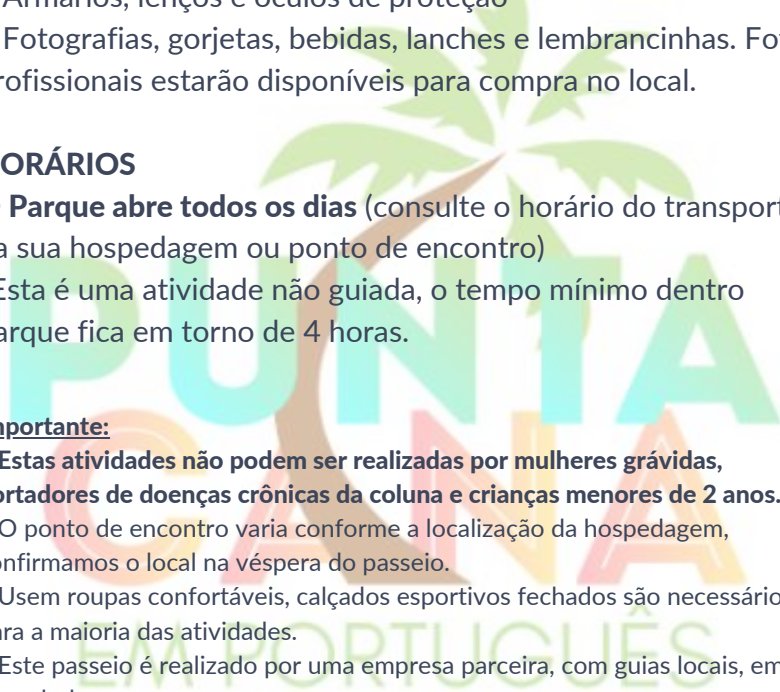 Armários, lenços e óculos de proteção
Fotografias, gorjetas, bebidas, lanches e lembrancinhas. Fo
rofissionais estarão disponíveis para compra no local.
ORÁRIOS
Parque abre todos os dias (consulte o horário do transport
a sua hospedagem ou ponto de encontro)
Esta é uma atividade não guiada, o tempo mínimo dentro
arque fica em torno de 4 horas.
mportante:
Estas atividades não podem ser realizadas por mulheres grávidas,
ortadores de doenças crônicas da coluna e crianças menores de 2 anos.
O ponto de encontro varia conforme a localização da hospedagem,
onfirmamos o local na véspera do passeio.
Usem roupas confortáveis, calçados esportivos fechados são necessário
ra a maioria das atividades.
Este passeio é realizado por uma empresa parceira, com guias locais, em
PUNTA
CANA
EM PORTUGUÊS